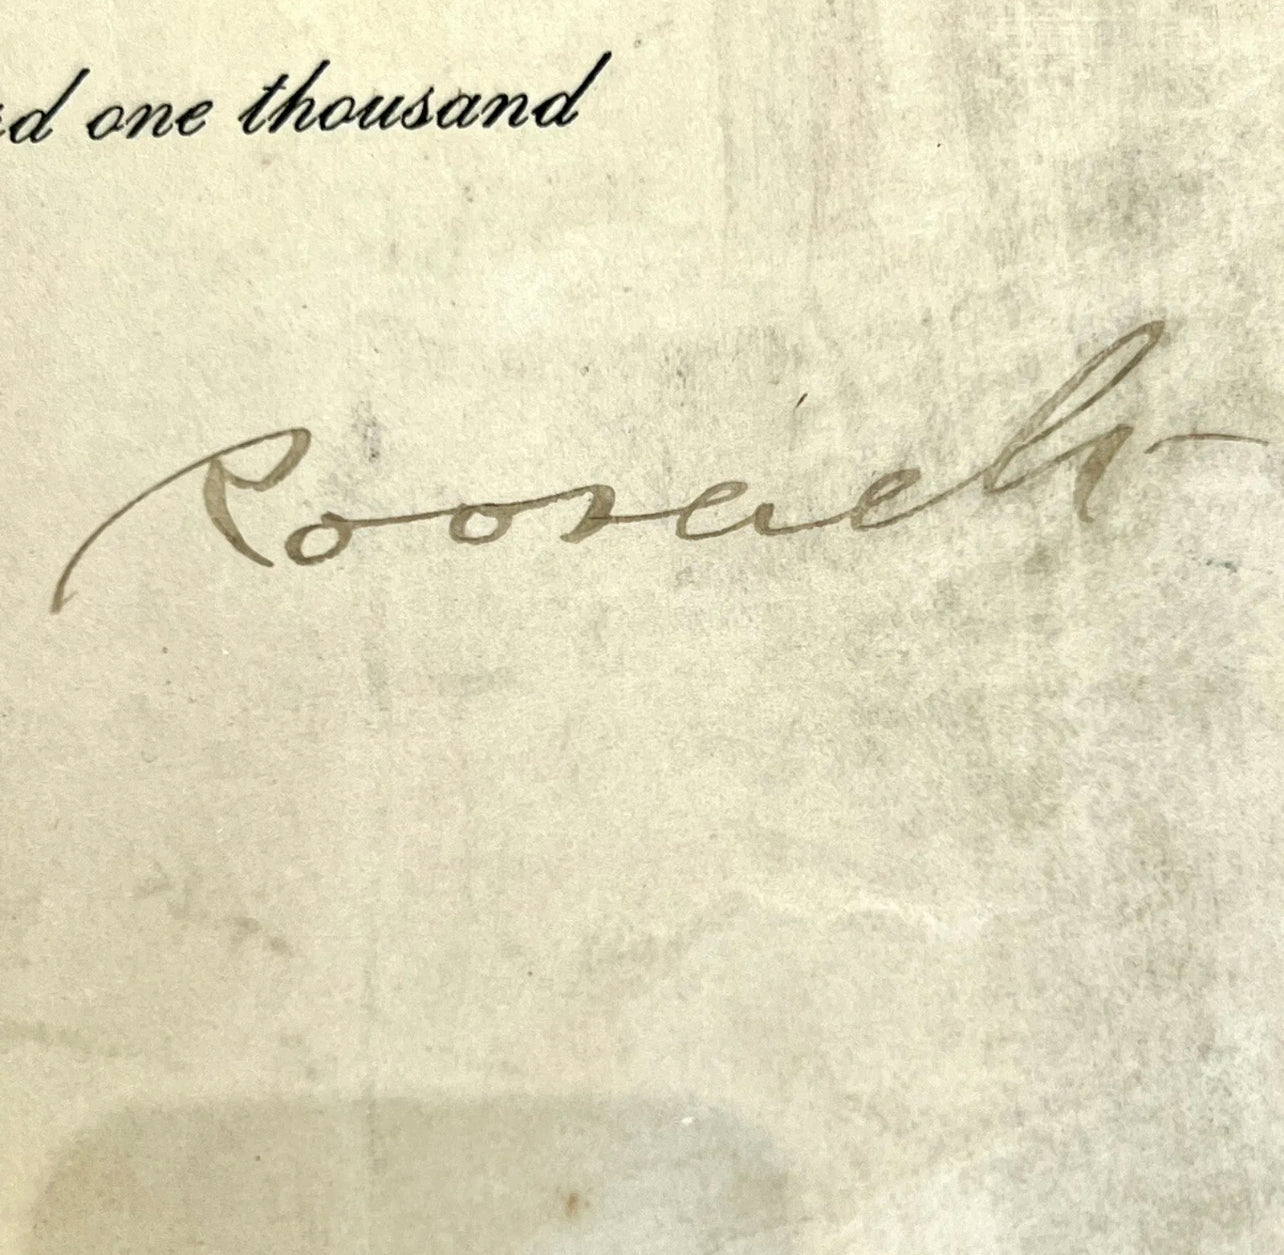 one thousand
Roosevelt